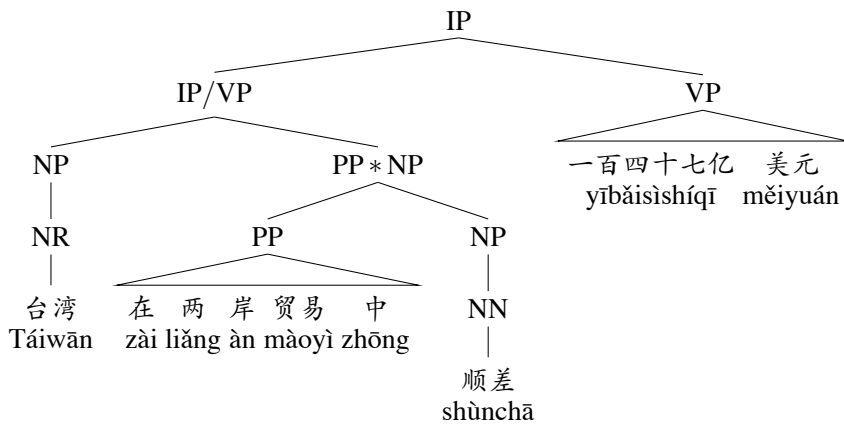 IP
IP/VP VP
NP PP * NP 一百四十七亿 美元
yībǎisìshíqī měiyuán
NR PP NP
台湾 在 两 岸 贸易 中 NN
Táiwān zài liǎng àn màoyì zhōng
顺差
shùnchā